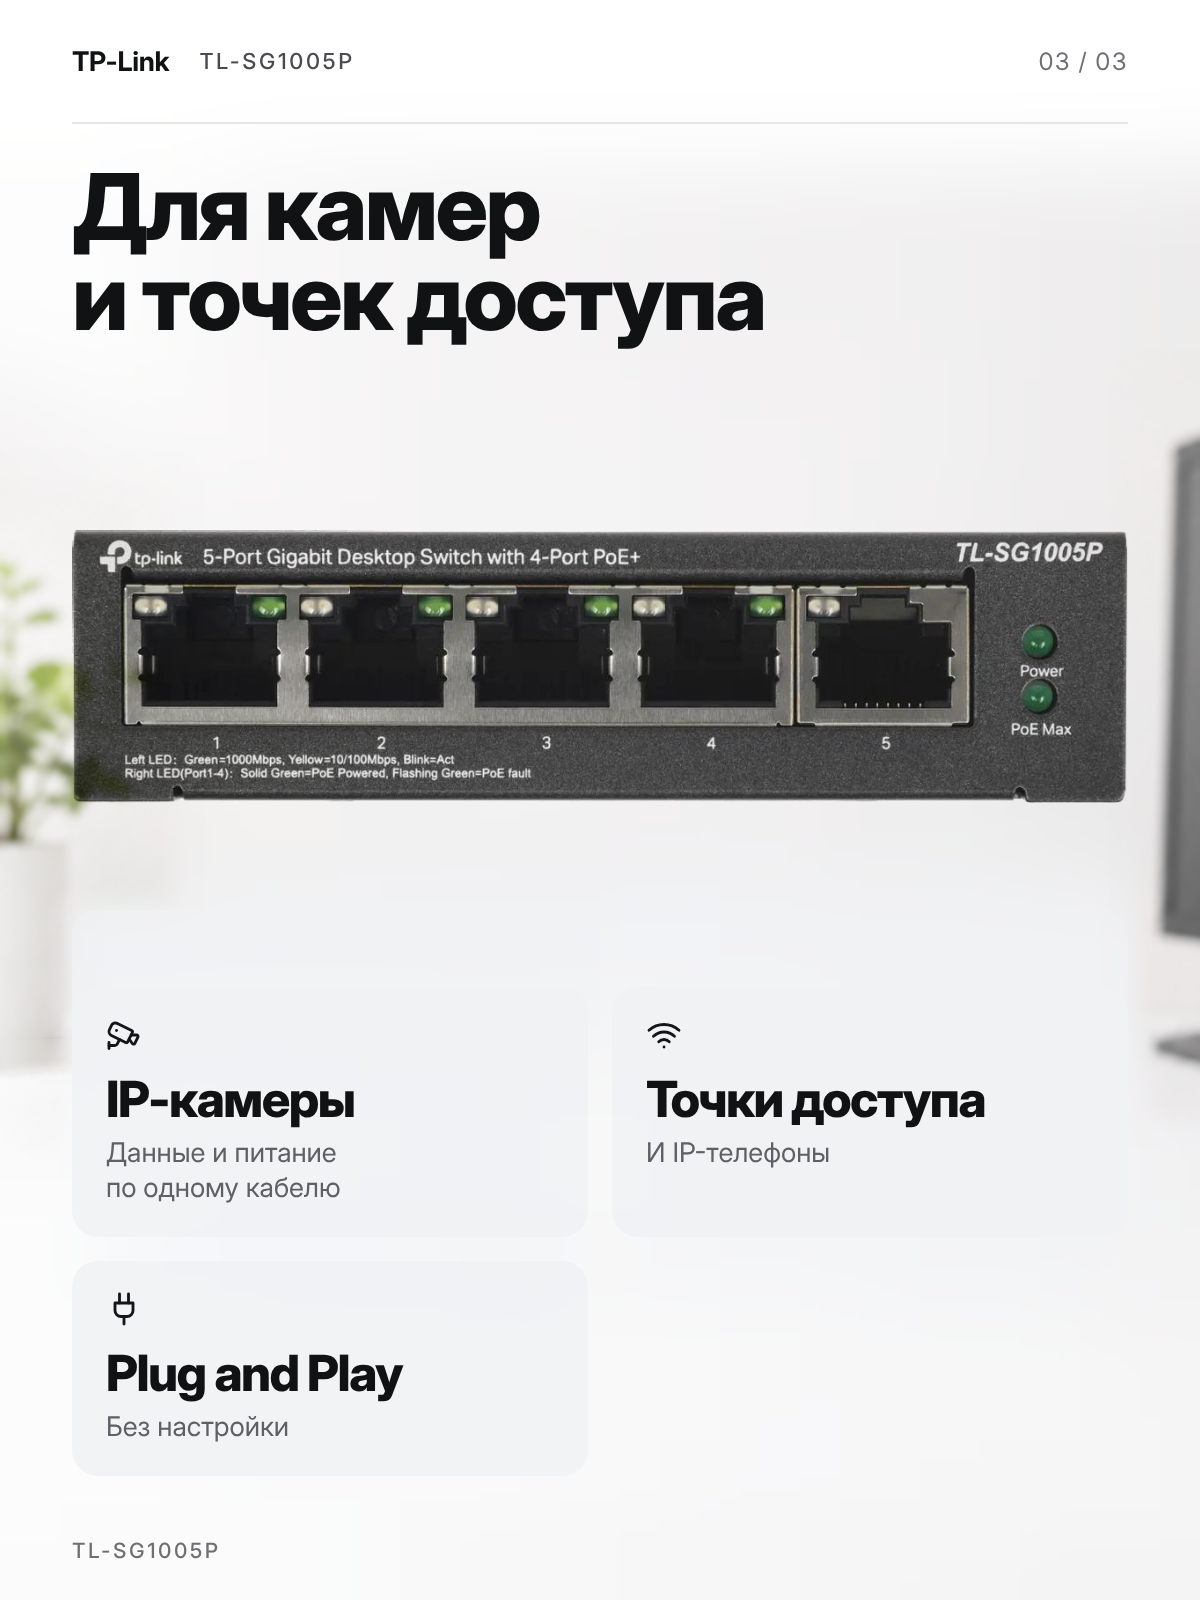 TP-Link TL-SG1005P 03 / 03
Для камер
и точек доступа
tp-link 5-Port Gigabit Desktop Switch with 4-Port PoE+ TL-SG1005P
Power
PoE Max
1 2 3 4 5
Left LED: Green=1000Mbps, Yellow=10/100Mbps, Blink=Act
Right LED(Port1-4): Solid Green=PoE Powered, Flashing Green=PoE fault
IP-камеры
Данные и питание
по одному кабелю
Точки доступа
И IP-телефоны
Plug and Play
Без настройки
TL-SG1005P